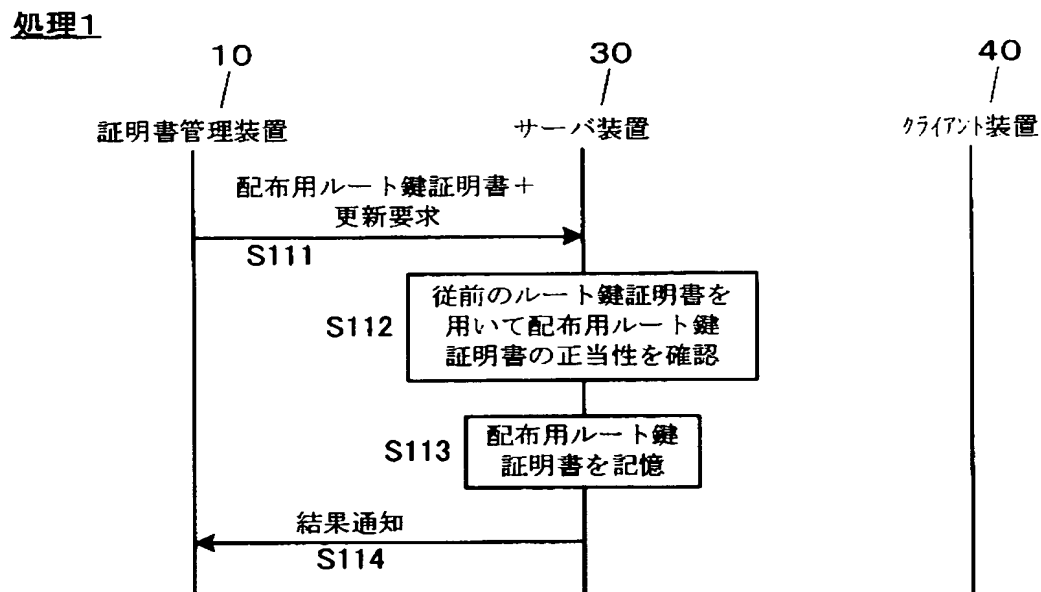 処理1
10
30
40
証明書管理装置
サーバ装置
クライアント装置
配布用ルート鍵証明書+
更新要求
S111
従前のルート鍵証明書を
用いて配布用ルート鍵
証明書の正当性を確認
S112
配布用ルート鍵
証明書を記憶
S113
結果通知
S114